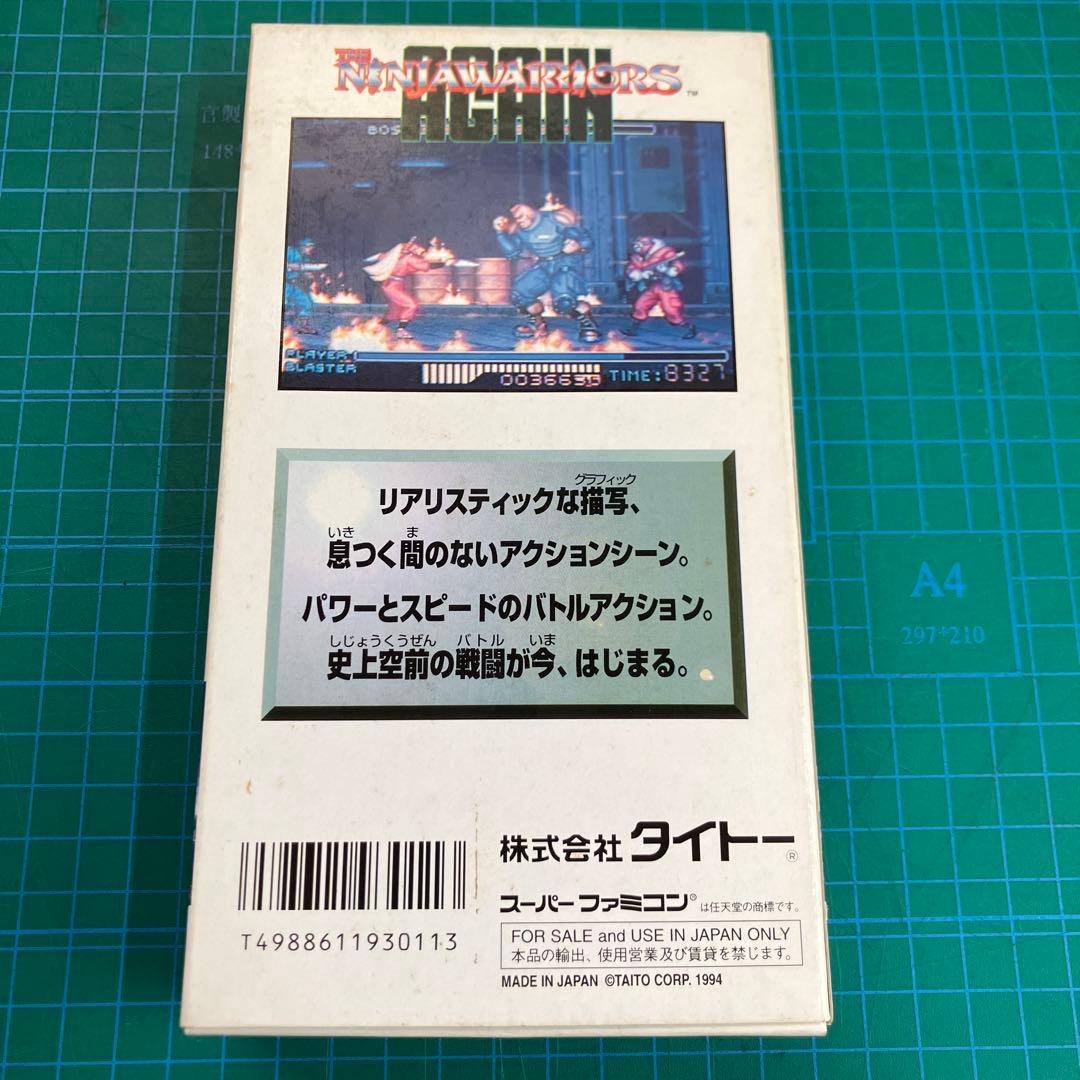 THE
NINJAWARRIORS
AGAIN
TM
官製
148
BOS
PLAYER1
BLASTER
0036630
TIME:8327
グラフィック
リアリスティックな描写、
いき ま
息つく間のないアクションシーン。
パワーとスピードのバトルアクション。
しじょうくうぜん バトル いま
史上空前の戦闘が今、はじまる。
A4
297*210
株式会社 タイトー®
スーパーファミコン®は任天堂の商標です。
FOR SALE and USE IN JAPAN ONLY
本品の輸出、使用営業及び賃貸を禁じます。
MADE IN JAPAN ©TAITO CORP. 1994
T4988611930113